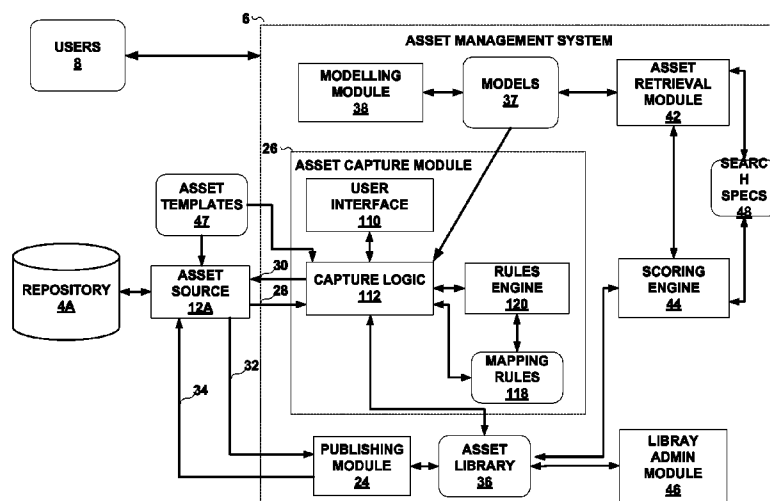 6
USERS
8
ASSET MANAGEMENT SYSTEM
MODELLING
MODULE
38
MODELS
37
ASSET
RETRIEVAL
MODULE
42
26
ASSET CAPTURE MODULE
USER
INTERFACE
110
SEARC
H
SPECS
48
ASSET
TEMPLATES
47
REPOSITORY
4A
ASSET
SOURCE
12A
30
28
CAPTURE LOGIC
112
RULES
ENGINE
120
SCORING
ENGINE
44
MAPPING
RULES
118
32
34
PUBLISHING
MODULE
24
ASSET
LIBRARY
36
LIBRAY
ADMIN
MODULE
46